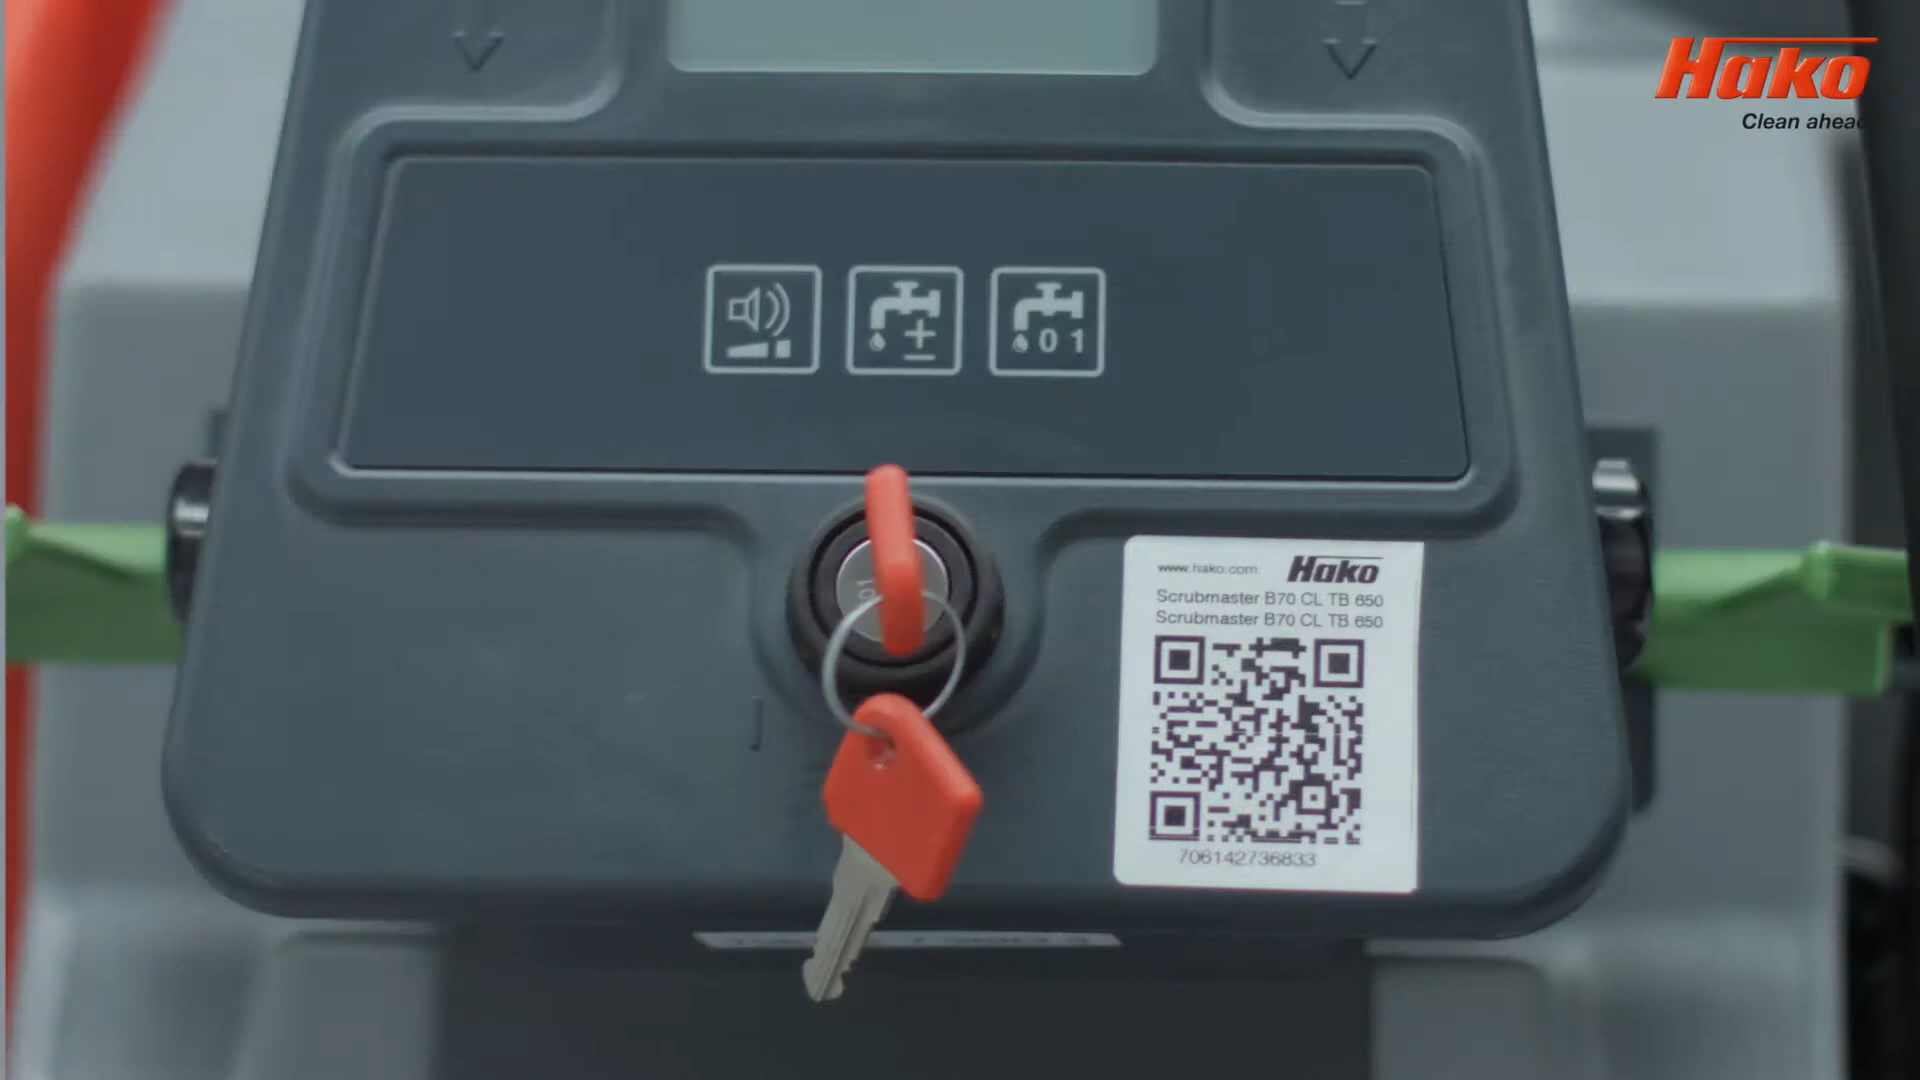 Hako
Clean ahead
0 1
www.hako.com Hako
Scrubmaster B70 CL TB 650
Scrubmaster B70 CL TB 650
706142736833